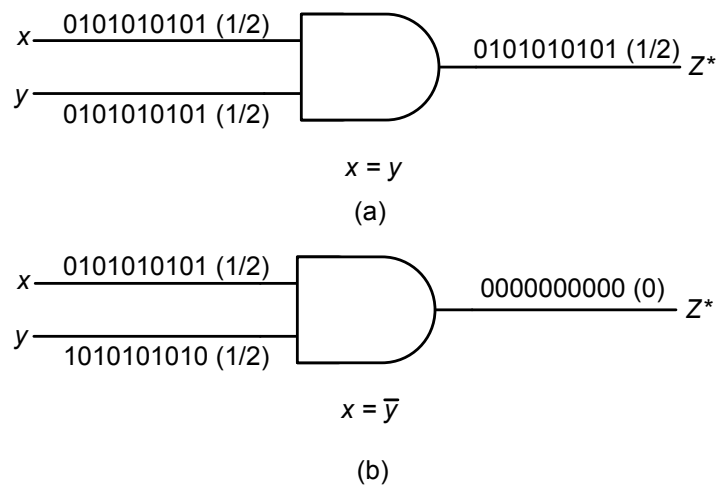 x 0101010101 (1/2)
0101010101 (1/2) Z*
y 0101010101 (1/2)
x = y
(a)
x 0101010101 (1/2)
0000000000 (0) Z*
y 1010101010 (1/2)
x = y̅
(b)